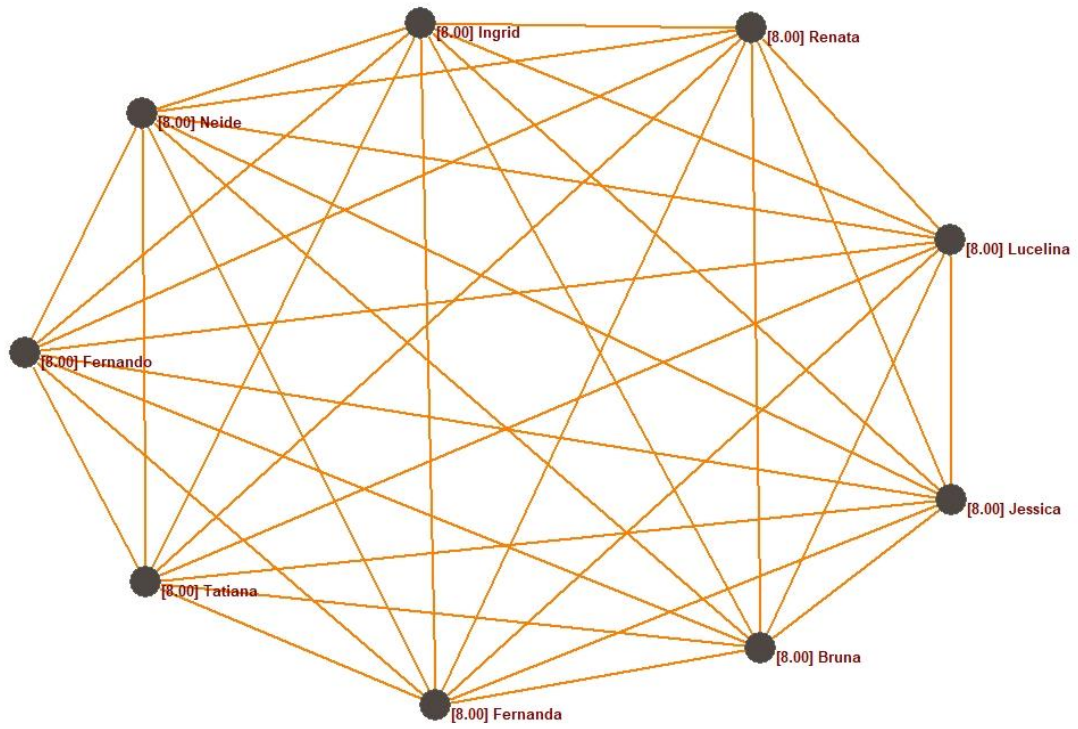 [8.00] Ingrid
[8.00] Renata
[8.00] Neide
[8.00] Lucelina
[8.00] Fernando
[8.00] Jessica
[8.00] Tatiana
[8.00] Bruna
[8.00] Fernanda